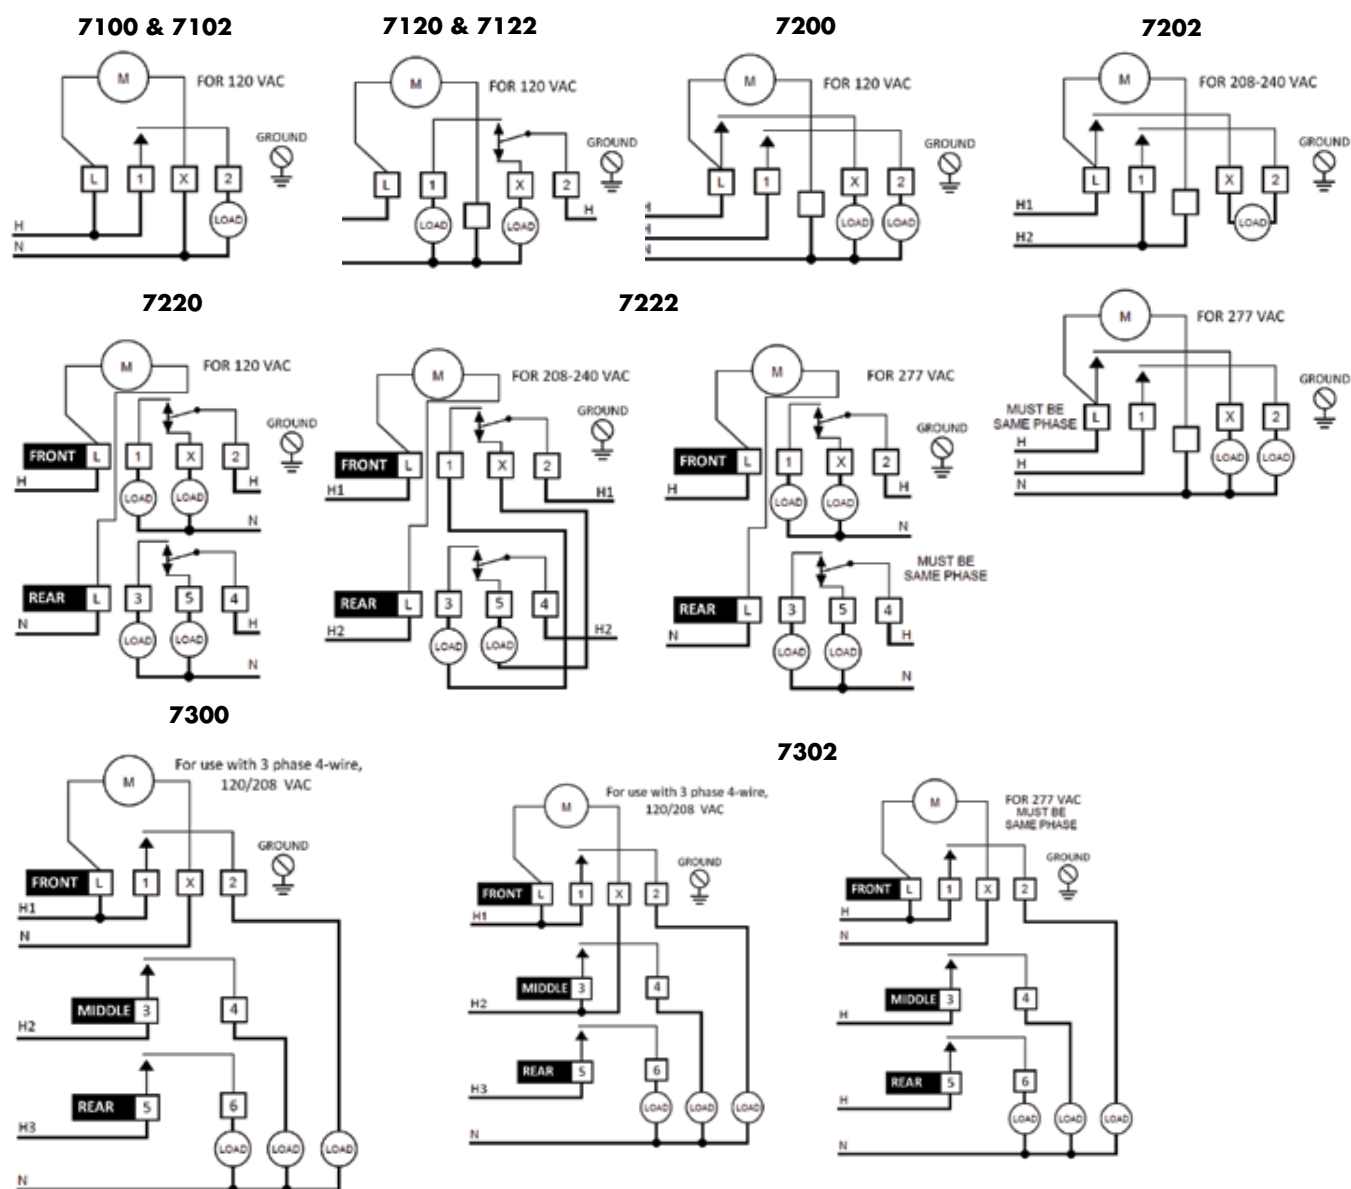 7100 & 7102
M
FOR 120 VAC
GROUND
L
1
X
2
LOAD
H
N
7120 & 7122
M
FOR 120 VAC
GROUND
L
1
X
2
LOAD
LOAD
H
7200
M
FOR 120 VAC
GROUND
L
1
X
2
LOAD
LOAD
7202
M
FOR 208-240 VAC
GROUND
L
1
X
2
LOAD
H1
H2
M
FOR 277 VAC
GROUND
MUST BE
SAME PHASE
L
1
X
2
LOAD
LOAD
H
H
N
7220
M
FOR 120 VAC
GROUND
FRONT
L
1
X
2
H
LOAD
LOAD
H
N
REAR
L
3
5
4
N
LOAD
LOAD
H
N
7222
M
FOR 208-240 VAC
GROUND
FRONT
L
1
X
2
H1
H1
REAR
L
3
5
4
H2
LOAD
LOAD
H2
M
FOR 277 VAC
GROUND
FRONT
L
1
X
2
H
LOAD
LOAD
H
N
MUST BE
SAME PHASE
REAR
L
3
5
4
N
LOAD
LOAD
H
N
7300
M
For use with 3 phase 4-wire,
120/208 VAC
GROUND
FRONT
L
1
X
2
H1
N
MIDDLE
3
4
H2
REAR
5
6
H3
LOAD
LOAD
LOAD
N
7302
M
For use with 3 phase 4-wire,
120/208 VAC
GROUND
FRONT
L
1
X
2
H1
MIDDLE
3
4
H2
REAR
5
6
H3
LOAD
LOAD
LOAD
N
M
FOR 277 VAC
MUST BE
SAME PHASE
GROUND
FRONT
L
1
X
2
H
N
MIDDLE
3
4
H
REAR
5
6
H
LOAD
LOAD
LOAD
N